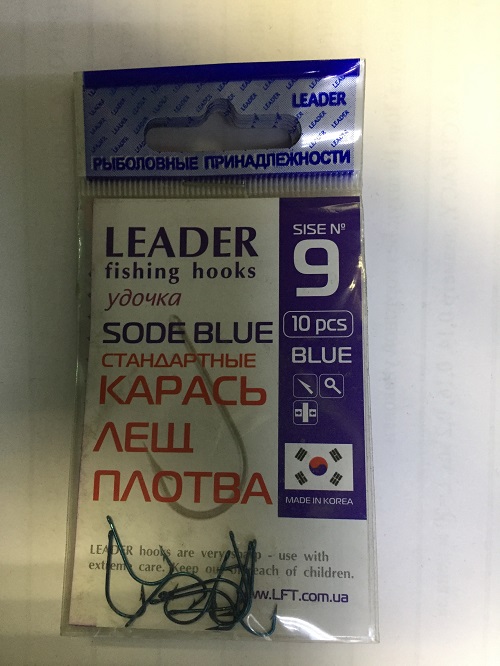 LEADER
РЫБОЛОВНЫЕ ПРИНАДЛЕЖНОСТИ
LEADER
fishing hooks
удочка
SODE BLUE
СТАНДАРТНЫЕ
КАРАСЬ
ЛЕЩ
ПЛОТВА
SISE №
9
10 pcs
BLUE
MADE IN KOREA
LEADER hooks are very sharp - use with
extreme care. Keep out of reach of children.
www.LFT.com.ua